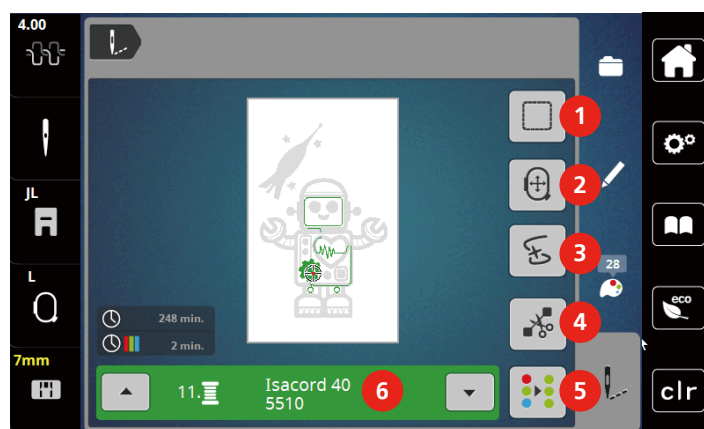 4.00
JL
L
7mm
248 min.
2 min.
11.
Isacord 40
5510
1
2
3
4
5
6
28
eco
clr